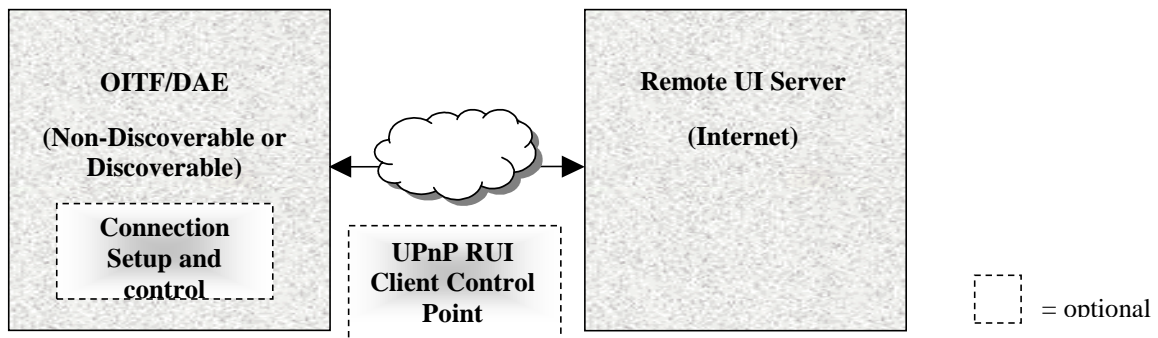 OITF/DAE
(Non-Discoverable or
Discoverable)
Connection
Setup and
control
UPnP RUI
Client Control
Point
Remote UI Server
(Internet)
= optional